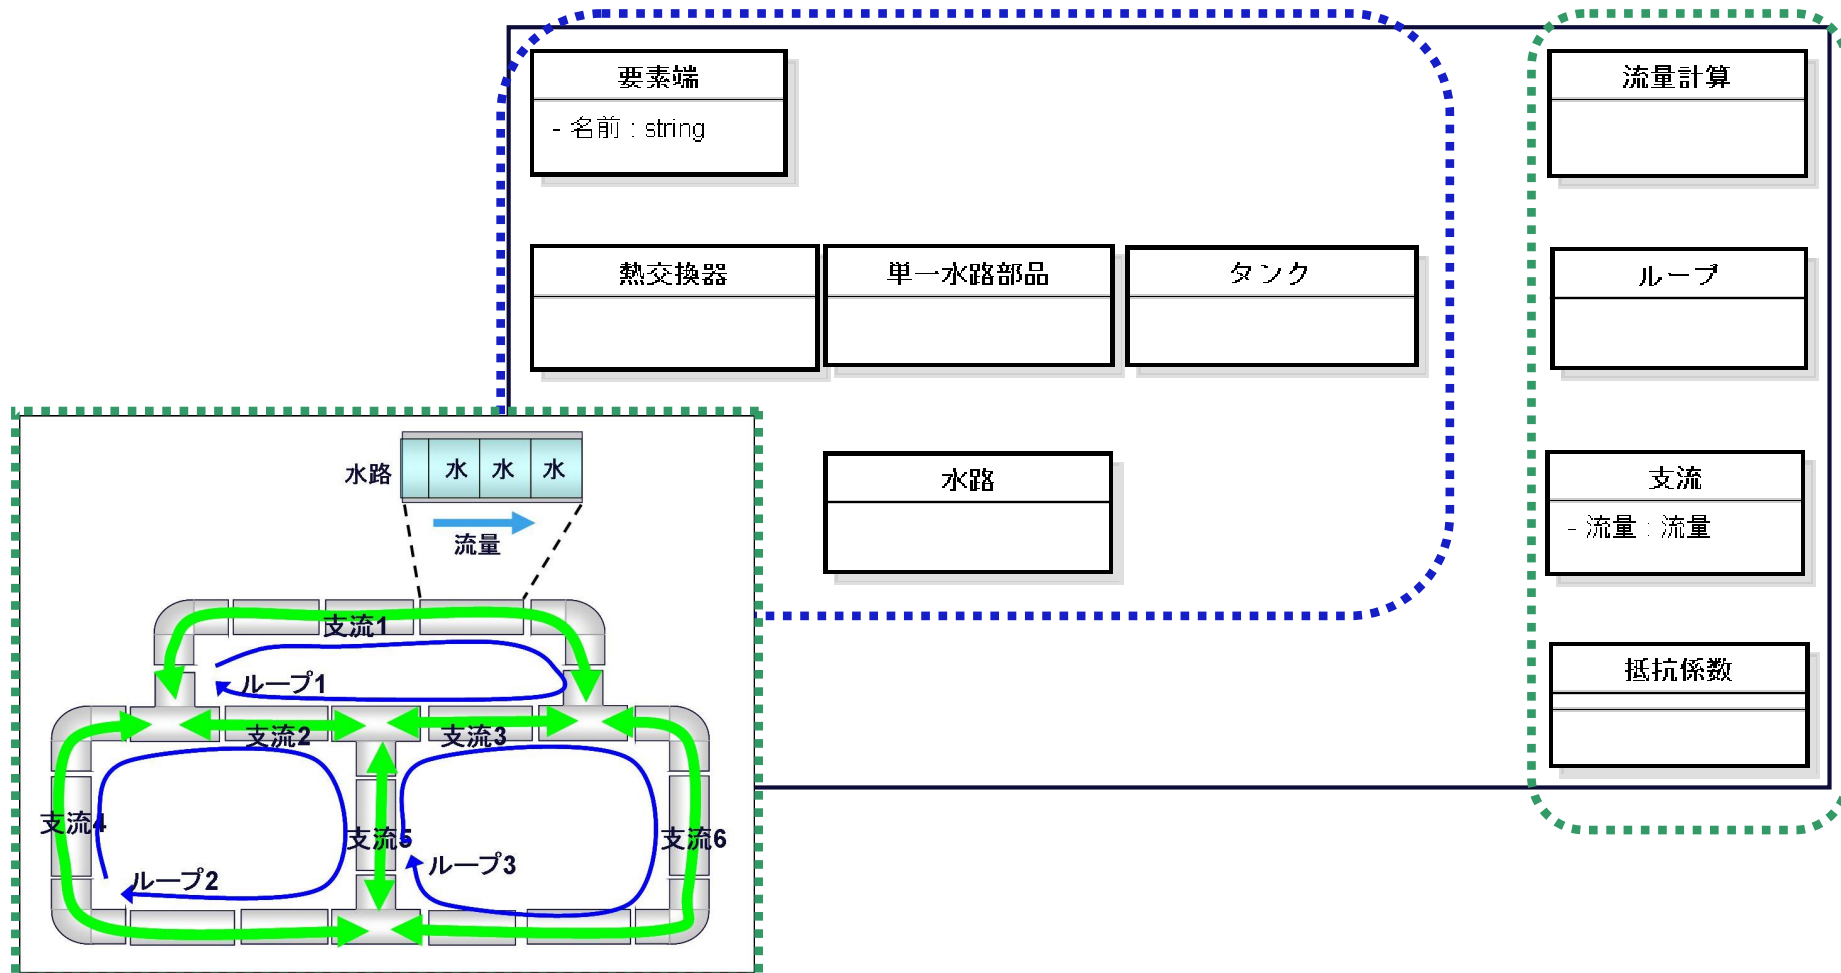 要素端
- 名前 : string
流量計算
熱交換器
単一水路部品
タンク
ループ
水路
支流
- 流量 : 流量
抵抗係数
水路
水 水 水
流量
支流1
ループ1
支流2
支流3
支流4
支流5
支流6
ループ2
ループ3